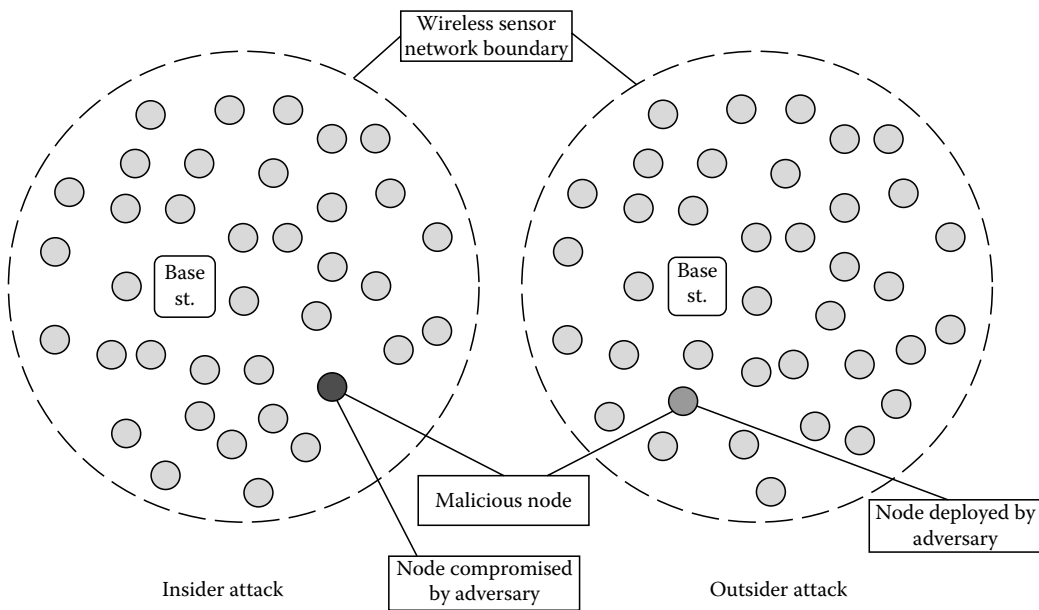 Wireless sensor
network boundary
Base
st.
Base
st.
Malicious node
Node deployed by
adversary
Node compromised
by adversary
Insider attack
Outsider attack